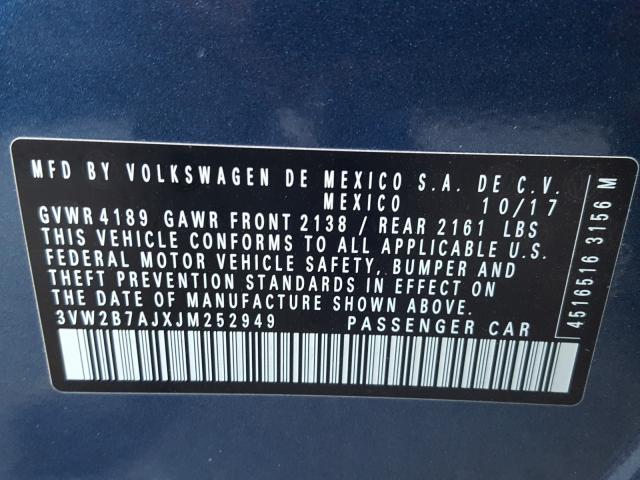 MFD BY VOLKSWAGEN DE MEXICO S.A. DE C.V.
MEXICO 10/17
GVWR 4189 GAWR FRONT 2138 / REAR 2161 LBS
THIS VEHICLE CONFORMS TO ALL APPLICABLE U.S.
FEDERAL MOTOR VEHICLE SAFETY, BUMPER AND
THEFT PREVENTION STANDARDS IN EFFECT ON
THE DATE OF MANUFACTURE SHOWN ABOVE.
3VW2B7AJXJM252949 PASSENGER CAR
4516516 3156 M